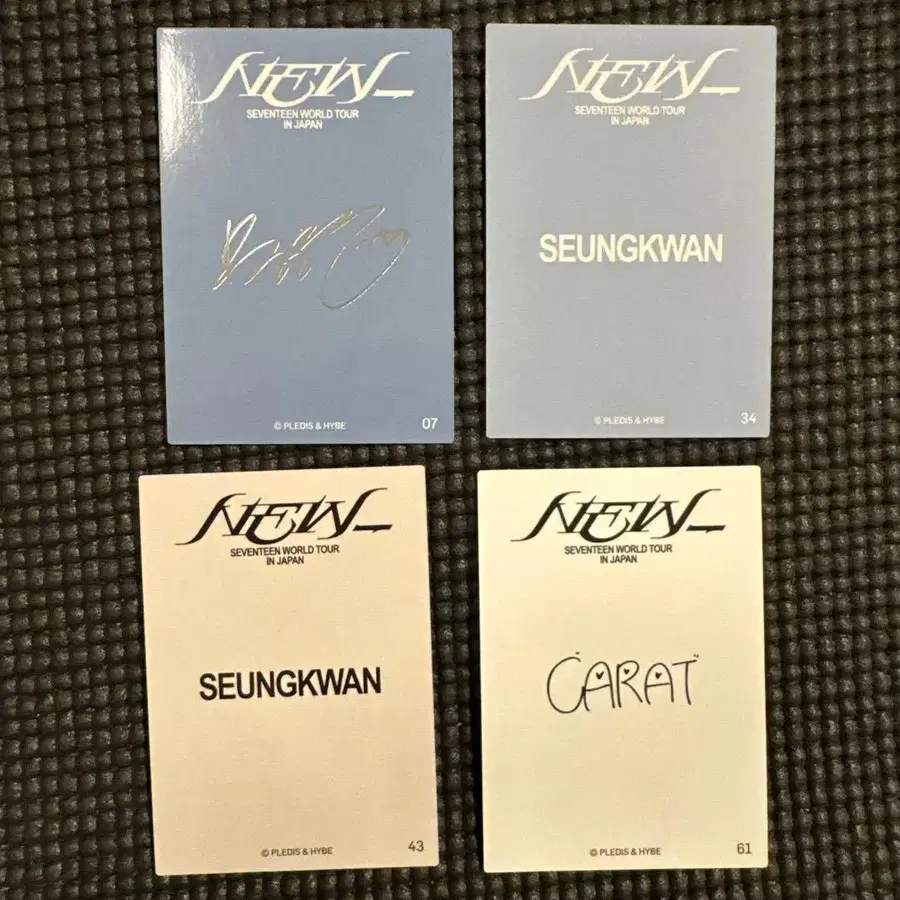 NEW_
SEVENTEEN WORLD TOUR
IN JAPAN
© PLEDIS & HYBE
07
NEW_
SEVENTEEN WORLD TOUR
IN JAPAN
SEUNGKWAN
© PLEDIS & HYBE
34
NEW_
SEVENTEEN WORLD TOUR
IN JAPAN
SEUNGKWAN
© PLEDIS & HYBE
43
NEW_
SEVENTEEN WORLD TOUR
IN JAPAN
CARAT
© PLEDIS & HYBE
61